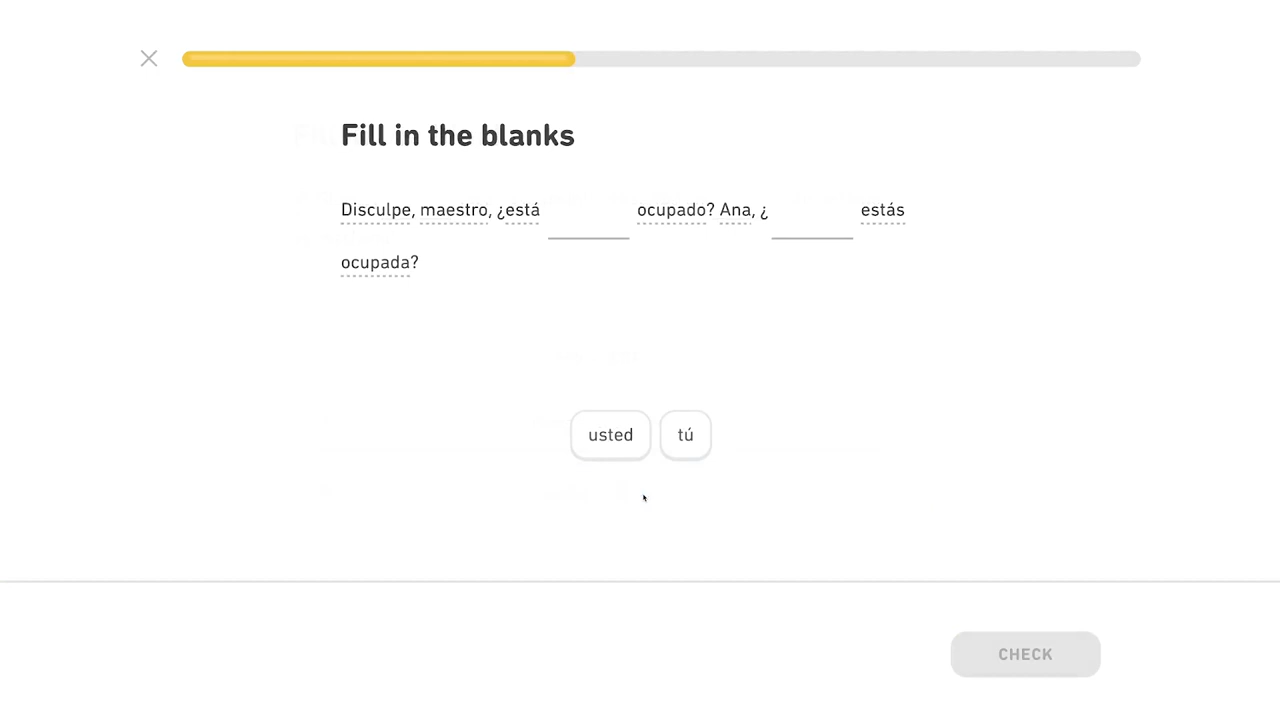 Fill in the blanks
Disculpe, maestro, ¿está ocupado? Ana, ¿ estás
ocupada?
usted tú
CHECK